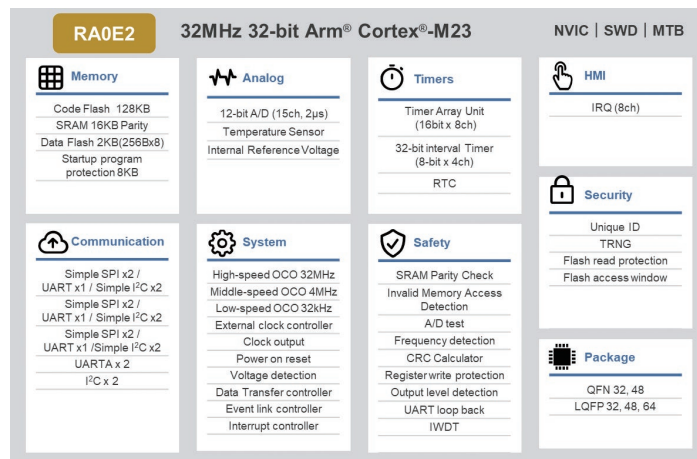 RA0E2
32MHz 32-bit Arm® Cortex®-M23
NVIC | SWD | MTB
Memory
Code Flash 128KB
SRAM 16KB Parity
Data Flash 2KB(256Bx8)
Startup program
protection 8KB
Analog
12-bit A/D (15ch, 2μs)
Temperature Sensor
Internal Reference Voltage
Timers
Timer Array Unit
(16bit x 8ch)
32-bit interval Timer
(8-bit x 4ch)
RTC
HMI
IRQ (8ch)
Security
Unique ID
TRNG
Flash read protection
Flash access window
Communication
Simple SPI x2 /
UART x1 / Simple I²C x2
Simple SPI x2 /
UART x1 / Simple I²C x2
Simple SPI x2 /
UART x1 /Simple I²C x2
UARTA x 2
I²C x 2
System
High-speed OCO 32MHz
Middle-speed OCO 4MHz
Low-speed OCO 32kHz
External clock controller
Clock output
Power on reset
Voltage detection
Data Transfer controller
Event link controller
Interrupt controller
Safety
SRAM Parity Check
Invalid Memory Access
Detection
A/D test
Frequency detection
CRC Calculator
Register write protection
Output level detection
UART loop back
IWDT
Package
QFN 32, 48
LQFP 32, 48, 64